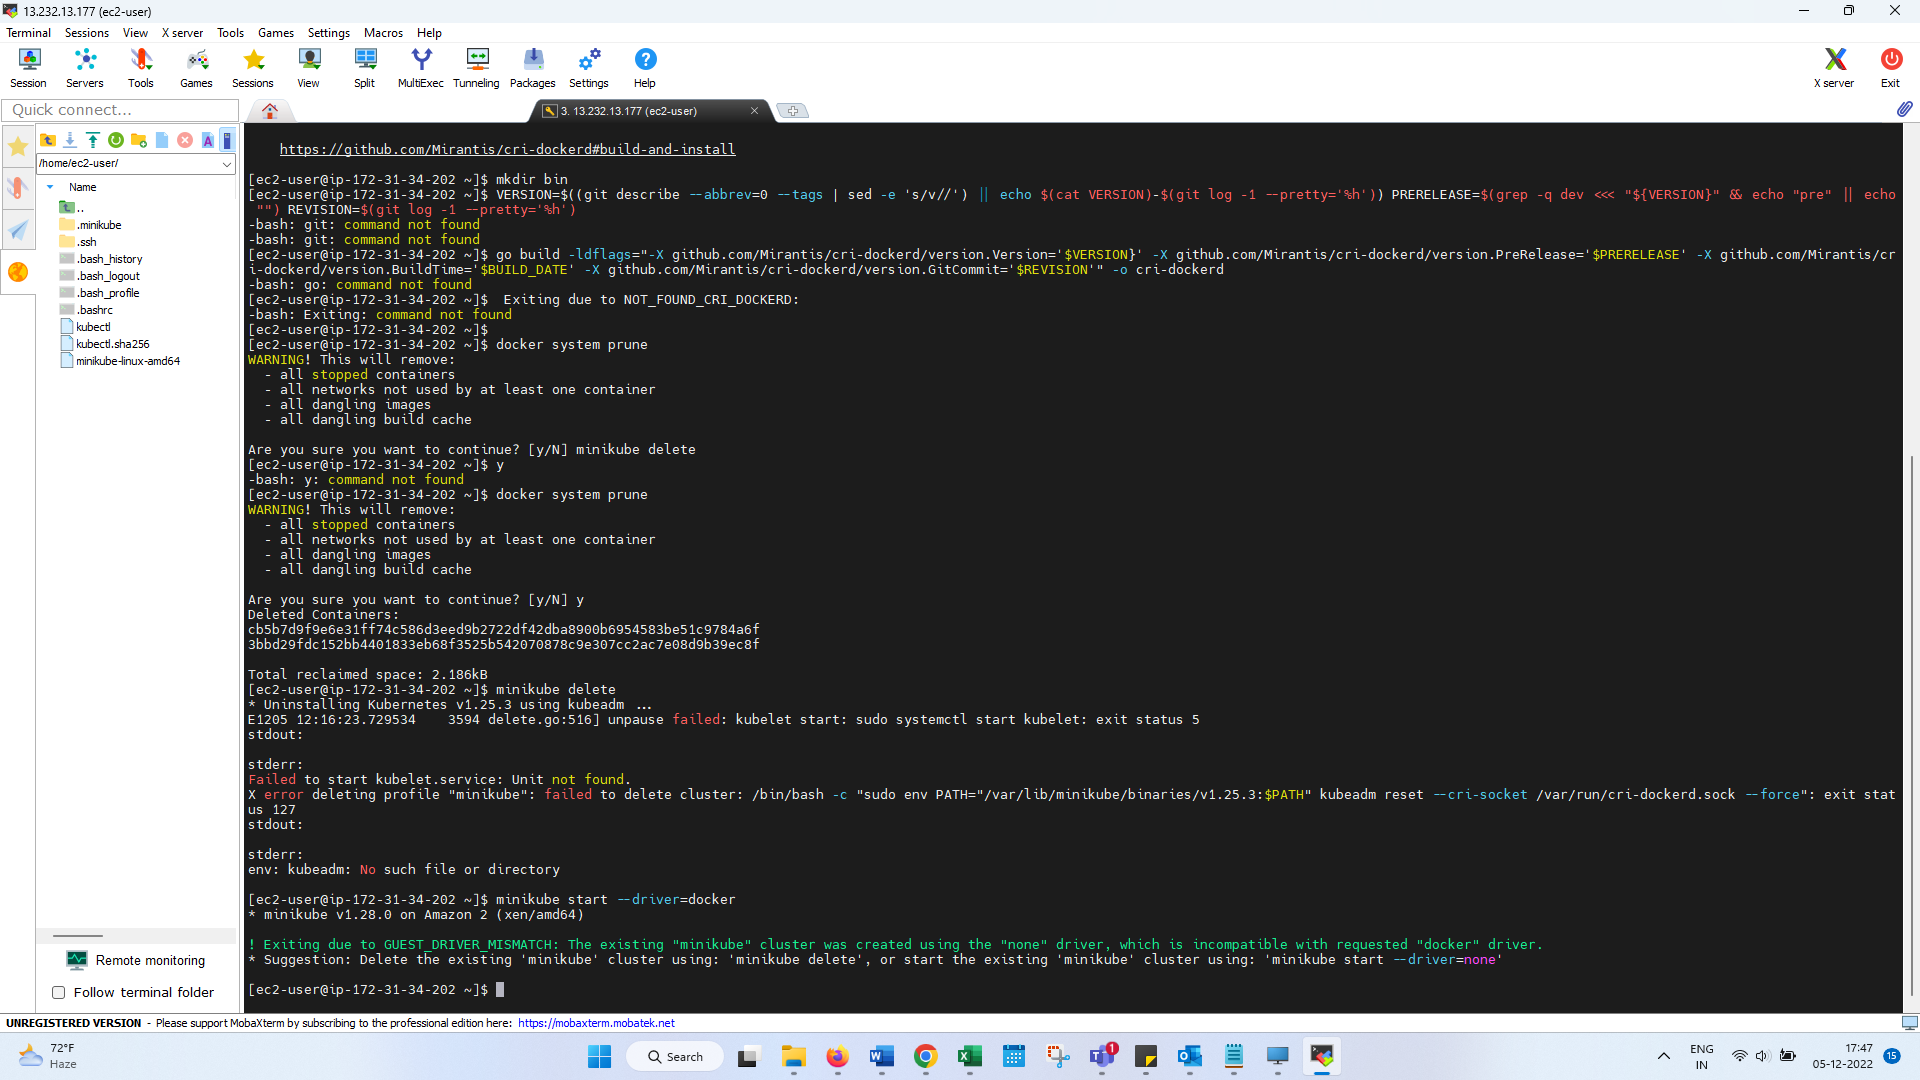 13.232.13.177 (ec2-user)
Terminal Sessions View X server Tools Games Settings Macros Help
Session Servers Tools Games Sessions View Split MultiExec Tunneling Packages Settings Help X server Exit
Quick connect...
3. 13.232.13.177 (ec2-user)
/home/ec2-user/
Name
..
.minikube
.ssh
.bash_history
.bash_logout
.bash_profile
.bashrc
kubectl
kubectl.sha256
minikube-linux-amd64
Remote monitoring
Follow terminal folder
https://github.com/Mirantis/cri-dockerd#build-and-install
[ec2-user@ip-172-31-34-202 ~]$ mkdir bin
[ec2-user@ip-172-31-34-202 ~]$ VERSION=$((git describe --abbrev=0 --tags | sed -e 's/v//') || echo $(cat VERSION)-$(git log -1 --pretty='%h')) PRERELEASE=$(grep -q dev <<< "${VERSION}" && echo "pre" || echo
"") REVISION=$(git log -1 --pretty='%h')
-bash: git: command not found
-bash: git: command not found
[ec2-user@ip-172-31-34-202 ~]$ go build -ldflags="-X github.com/Mirantis/cri-dockerd/version.Version='$VERSION}' -X github.com/Mirantis/cri-dockerd/version.PreRelease='$PRERELEASE' -X github.com/Mirantis/cr
i-dockerd/version.BuildTime='$BUILD_DATE' -X github.com/Mirantis/cri-dockerd/version.GitCommit='$REVISION'" -o cri-dockerd
-bash: go: command not found
[ec2-user@ip-172-31-34-202 ~]$  Exiting due to NOT_FOUND_CRI_DOCKERD:
-bash: Exiting: command not found
[ec2-user@ip-172-31-34-202 ~]$
[ec2-user@ip-172-31-34-202 ~]$ docker system prune
WARNING! This will remove:
- all stopped containers
- all networks not used by at least one container
- all dangling images
- all dangling build cache
Are you sure you want to continue? [y/N] minikube delete
[ec2-user@ip-172-31-34-202 ~]$ y
-bash: y: command not found
[ec2-user@ip-172-31-34-202 ~]$ docker system prune
WARNING! This will remove:
- all stopped containers
- all networks not used by at least one container
- all dangling images
- all dangling build cache
Are you sure you want to continue? [y/N] y
Deleted Containers:
cb5b7d9f9e6e31ff74c586d3eed9b2722df42dba8900b6954583be51c9784a6f
3bbd29fdc152bb4401833eb68f3525b542070878c9e307cc2ac7e08d9b39ec8f
Total reclaimed space: 2.186kB
[ec2-user@ip-172-31-34-202 ~]$ minikube delete
* Uninstalling Kubernetes v1.25.3 using kubeadm ...
E1205 12:16:23.729534    3594 delete.go:516] unpause failed: kubelet start: sudo systemctl start kubelet: exit status 5
stdout:
stderr:
Failed to start kubelet.service: Unit not found.
X error deleting profile "minikube": failed to delete cluster: /bin/bash -c "sudo env PATH="/var/lib/minikube/binaries/v1.25.3:$PATH" kubeadm reset --cri-socket /var/run/cri-dockerd.sock --force": exit stat
us 127
stdout:
stderr:
env: kubeadm: No such file or directory
[ec2-user@ip-172-31-34-202 ~]$ minikube start --driver=docker
* minikube v1.28.0 on Amazon 2 (xen/amd64)
! Exiting due to GUEST_DRIVER_MISMATCH: The existing "minikube" cluster was created using the "none" driver, which is incompatible with requested "docker" driver.
* Suggestion: Delete the existing 'minikube' cluster using: 'minikube delete', or start the existing 'minikube' cluster using: 'minikube start --driver=none'
[ec2-user@ip-172-31-34-202 ~]$
UNREGISTERED VERSION - Please support MobaXterm by subscribing to the professional edition here: https://mobaxterm.mobatek.net
72°F
Haze
Search
1
ENG
IN
17:47
05-12-2022
15